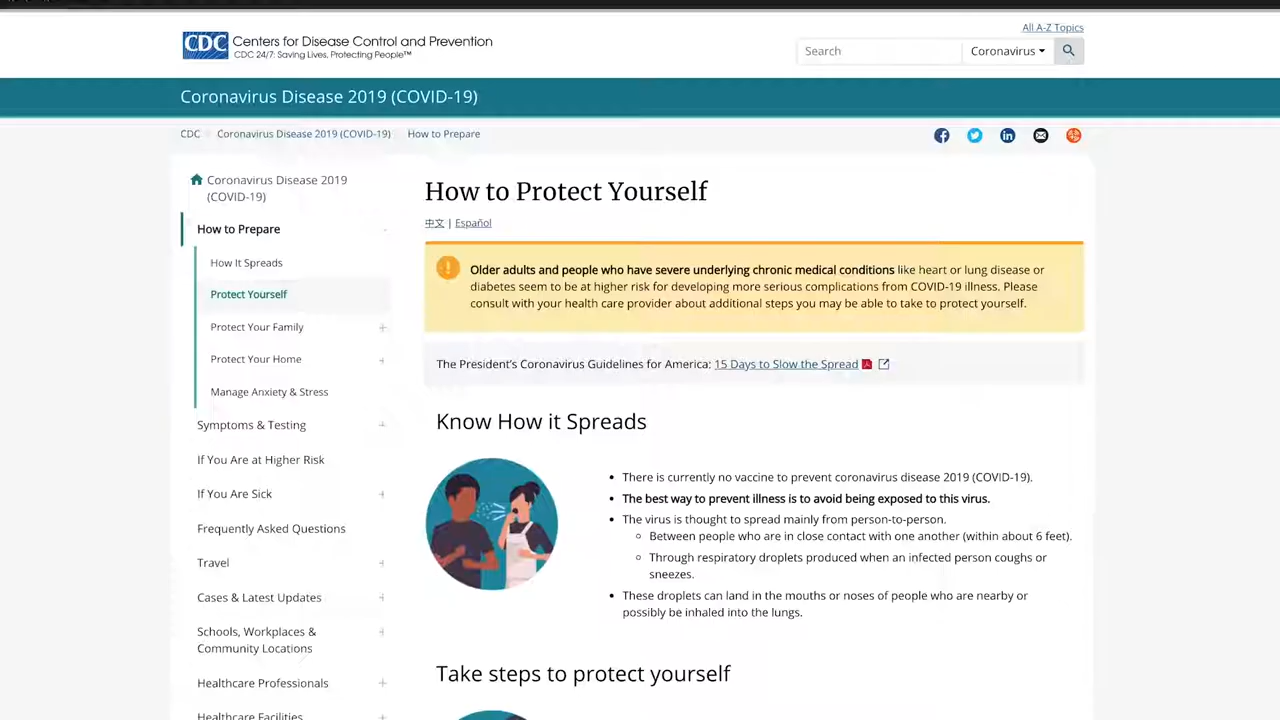 CDC Centers for Disease Control and Prevention
CDC 24/7: Saving Lives, Protecting People™
All A-Z Topics
Search
Coronavirus
Coronavirus Disease 2019 (COVID-19)
CDC
Coronavirus Disease 2019 (COVID-19)
How to Prepare
Coronavirus Disease 2019
(COVID-19)
How to Prepare
How It Spreads
Protect Yourself
Protect Your Family
Protect Your Home
Manage Anxiety & Stress
Symptoms & Testing
If You Are at Higher Risk
If You Are Sick
Frequently Asked Questions
Travel
Cases & Latest Updates
Schools, Workplaces &
Community Locations
Healthcare Professionals
Healthcare Facilities
How to Protect Yourself
中文 | Español
Older adults and people who have severe underlying chronic medical conditions like heart or lung disease or
diabetes seem to be at higher risk for developing more serious complications from COVID-19 illness. Please
consult with your health care provider about additional steps you may be able to take to protect yourself.
The President's Coronavirus Guidelines for America: 15 Days to Slow the Spread
Know How it Spreads
There is currently no vaccine to prevent coronavirus disease 2019 (COVID-19).
The best way to prevent illness is to avoid being exposed to this virus.
The virus is thought to spread mainly from person-to-person.
Between people who are in close contact with one another (within about 6 feet).
Through respiratory droplets produced when an infected person coughs or
sneezes.
These droplets can land in the mouths or noses of people who are nearby or
possibly be inhaled into the lungs.
Take steps to protect yourself